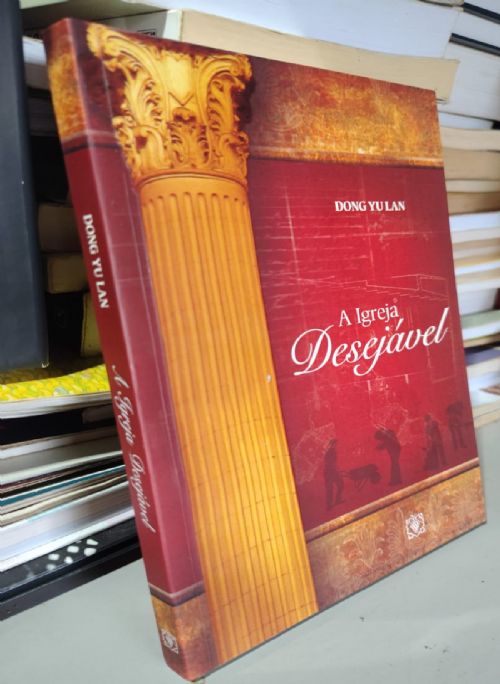 DONG YU LAN
A Igreja
Desejável
DONG YU LAN
A Igreja Desejável